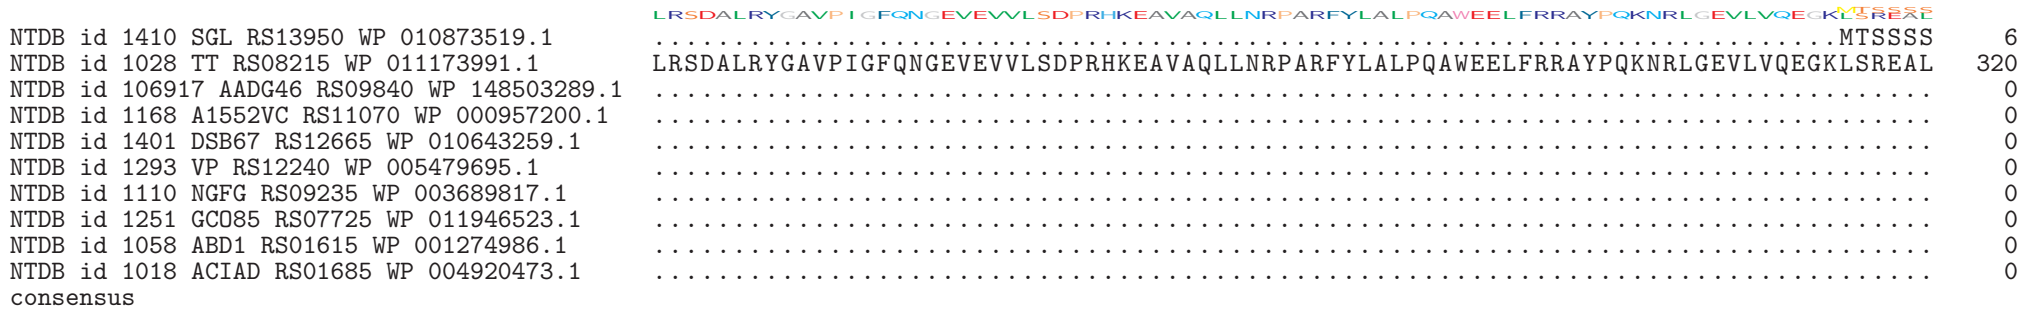 LRSDALRYGAVPIGFQNGEVEVVLSDPRHKEAVAQLLNRPARFYLALPQAWEELFRRAYPQKNRLGEVLVQEGKLSREAL
NTDB id 1410 SGL RS13950 WP 010873519.1 ..........................................................................MTSSSS 6
NTDB id 1028 TT RS08215 WP 011173991.1 LRSDALRYGAVPIGFQNGEVEVVLSDPRHKEAVAQLLNRPARFYLALPQAWEELFRRAYPQKNRLGEVLVQEGKLSREAL 320
NTDB id 106917 AADG46 RS09840 WP 148503289.1 ................................................................................ 0
NTDB id 1168 A1552VC RS11070 WP 000957200.1 ................................................................................ 0
NTDB id 1401 DSB67 RS12665 WP 010643259.1 ................................................................................ 0
NTDB id 1293 VP RS12240 WP 005479695.1 ................................................................................ 0
NTDB id 1110 NGFG RS09235 WP 003689817.1 ................................................................................ 0
NTDB id 1251 GCO85 RS07725 WP 011946523.1 ................................................................................ 0
NTDB id 1058 ABD1 RS01615 WP 001274986.1 ................................................................................ 0
NTDB id 1018 ACIAD RS01685 WP 004920473.1 ................................................................................ 0
consensus